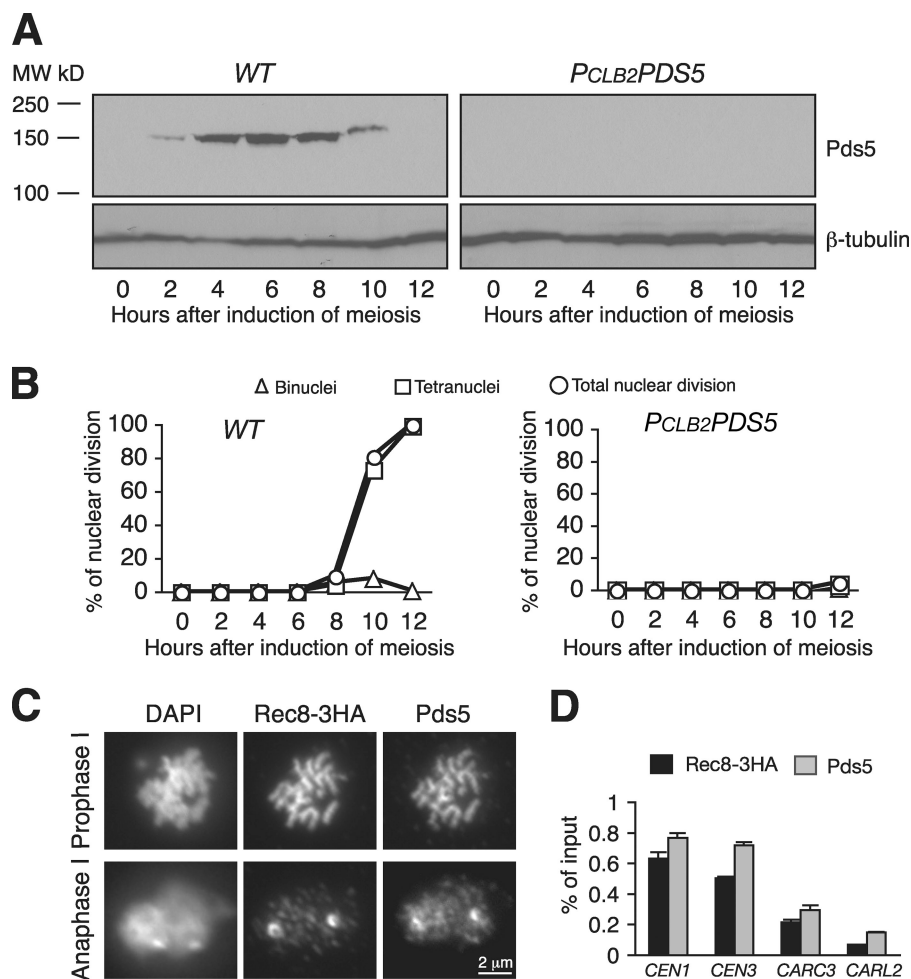 A
MW kD
WT
PCLB2PDS5
250
150
100
Pds5
β-tubulin
0 2 4 6 8 10 12
0 2 4 6 8 10 12
Hours after induction of meiosis
Hours after induction of meiosis
B
Binuclei
Tetranuclei
Total nuclear division
WT
PCLB2PDS5
% of nuclear division
100
80
60
40
20
0
0 2 4 6 8 10 12
Hours after induction of meiosis
% of nuclear division
100
80
60
40
20
0
0 2 4 6 8 10 12
Hours after induction of meiosis
C
DAPI
Rec8-3HA
Pds5
Prophase I
Anaphase I
2 μm
D
Rec8-3HA
Pds5
% of input
1
0.8
0.6
0.4
0.2
0
CEN1 CEN3 CARC3 CARL2